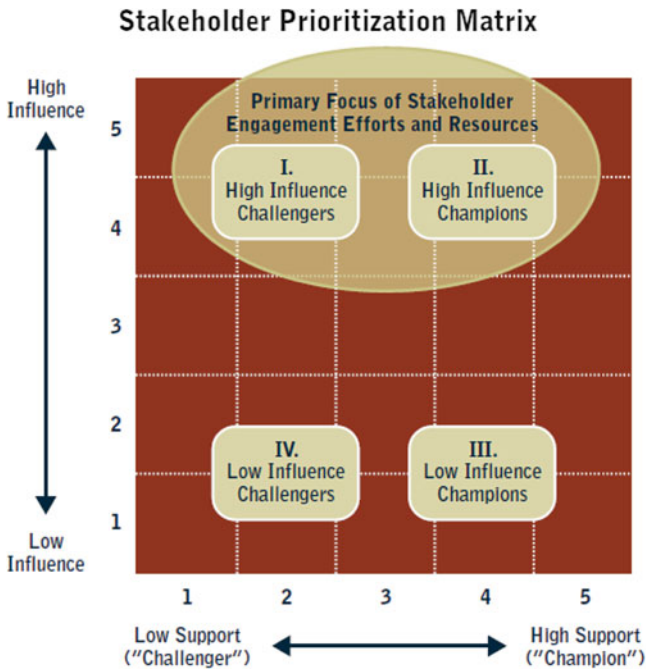 Stakeholder Prioritization Matrix
High
Influence
Primary Focus of Stakeholder
Engagement Efforts and Resources
5
I.
High Influence
Challengers
II.
High Influence
Champions
4
3
2
IV.
Low Influence
Challengers
III.
Low Influence
Champions
1
Low
Influence
1 2 3 4 5
Low Support
("Challenger")
High Support
("Champion")